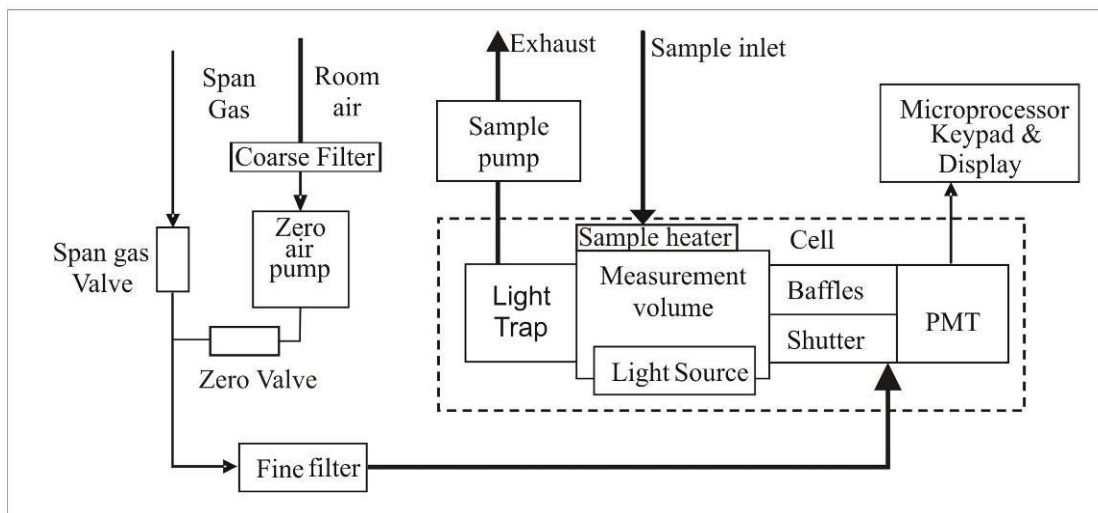 Span
Gas
Room
air
Coarse Filter
Zero
air
pump
Span gas
Valve
Zero Valve
Fine filter
Exhaust
Sample
pump
Sample inlet
Microprocessor
Keypad &
Display
Sample heater
Cell
Light
Trap
Measurement
volume
Light Source
Baffles
Shutter
PMT